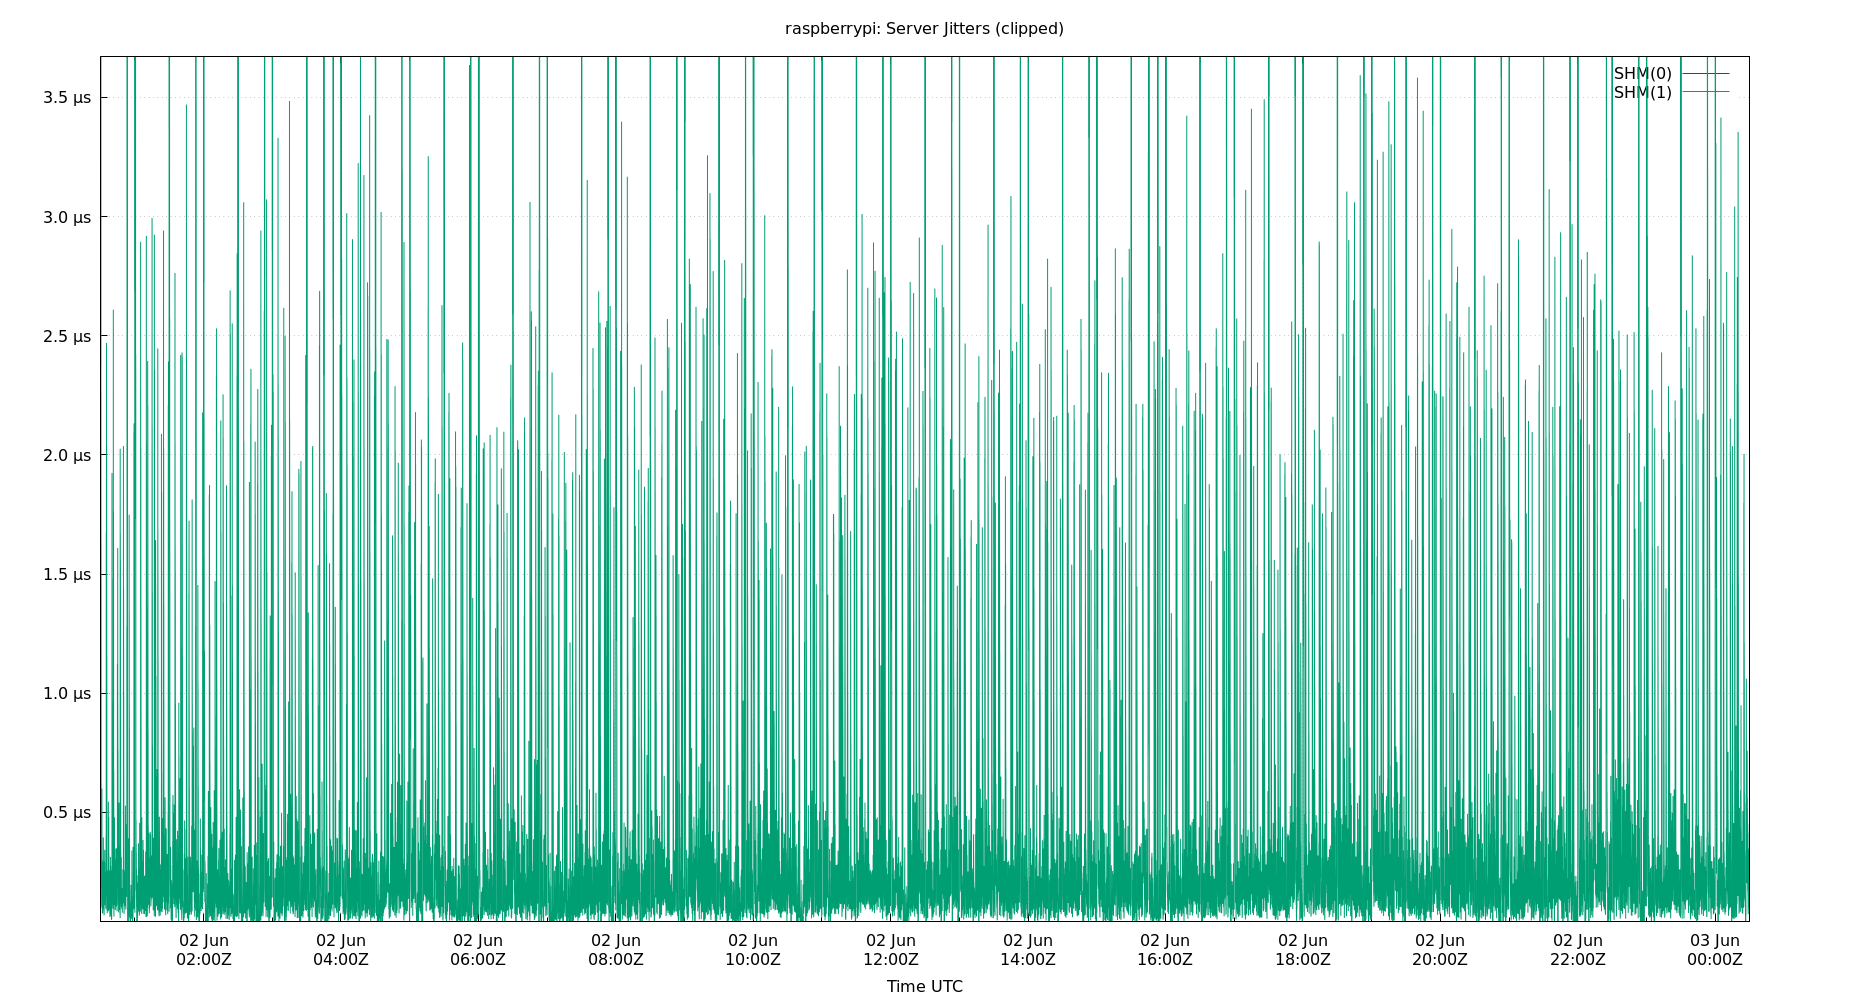 raspberrypi: Server Jitters (clipped)
SHM(0)
SHM(1)
3.5 µs
3.0 µs
2.5 µs
2.0 µs
1.5 µs
1.0 µs
0.5 µs
02 Jun 02 Jun 02 Jun 02 Jun 02 Jun 02 Jun 02 Jun 02 Jun 02 Jun 02 Jun 02 Jun 03 Jun
02:00Z 04:00Z 06:00Z 08:00Z 10:00Z 12:00Z 14:00Z 16:00Z 18:00Z 20:00Z 22:00Z 00:00Z
Time UTC